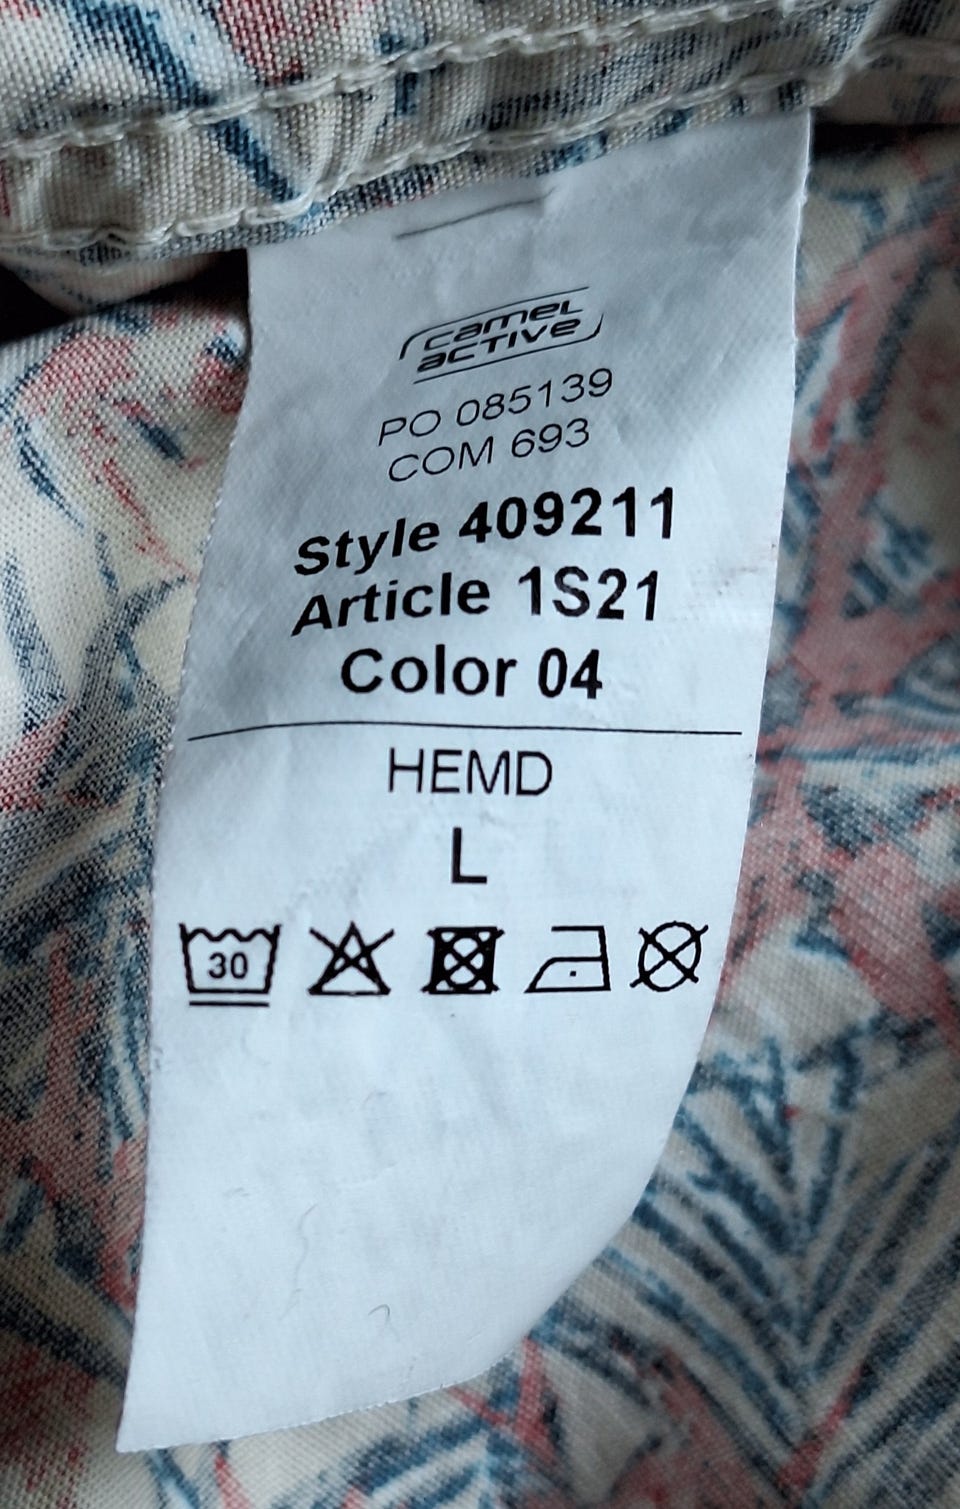 camel
active
PO 085139
COM 693
Style 409211
Article 1S21
Color 04
HEMD
L
30